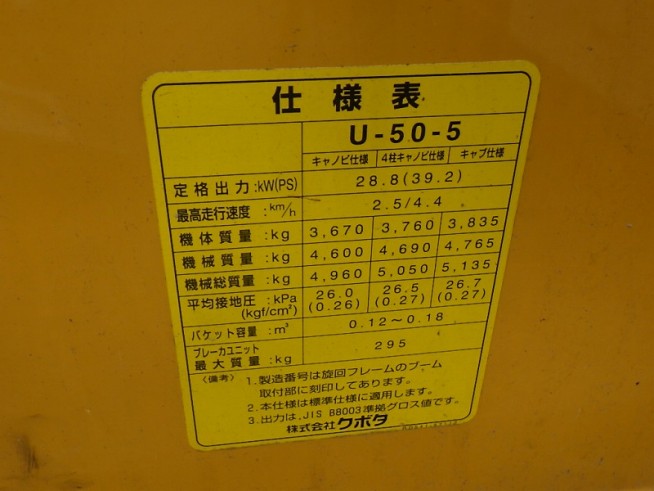 仕様表
U-50-5
キャノピ仕様 4柱キャノピ仕様 キャブ仕様
定格出力:kW(PS) 28.8(39.2)
最高走行速度:km/h 2.5/4.4
機体質量:kg 3,670 3,760 3,835
機械質量:kg 4,600 4,690 4,765
機械総質量:kg 4,960 5,050 5,135
平均接地圧:kPa 26.0 26.5 26.7
(kgf/cm²) (0.26) (0.27) (0.27)
バケット容量:m³ 0.12〜0.18
ブレーカユニット
最大質量:kg 295
〈備考〉 1.製造番号は旋回フレームのブーム
取付部に刻印してあります。
2.本仕様は標準仕様に適用します。
3.出力は、JIS B8003準拠グロス値です。
株式会社クボタ